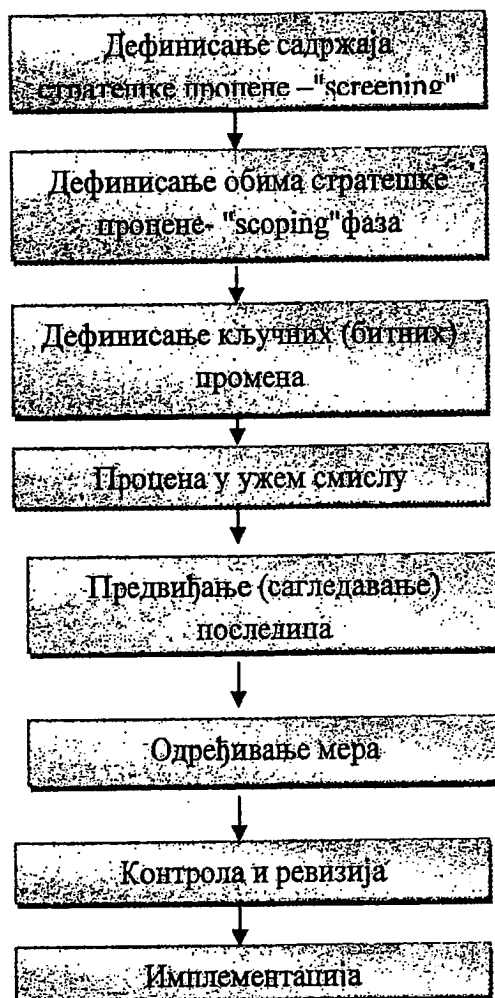 Дефинисање садржаја
стратешке процене –"screening"
Дефинисање обима стратешке
процене- "scoping" фаза
Дефинисање кључних (битних)
промена
Процена у ужем смислу
Предвиђање (сагледавање)
последица
Одређивање мера
Контрола и ревизија
Имплементација